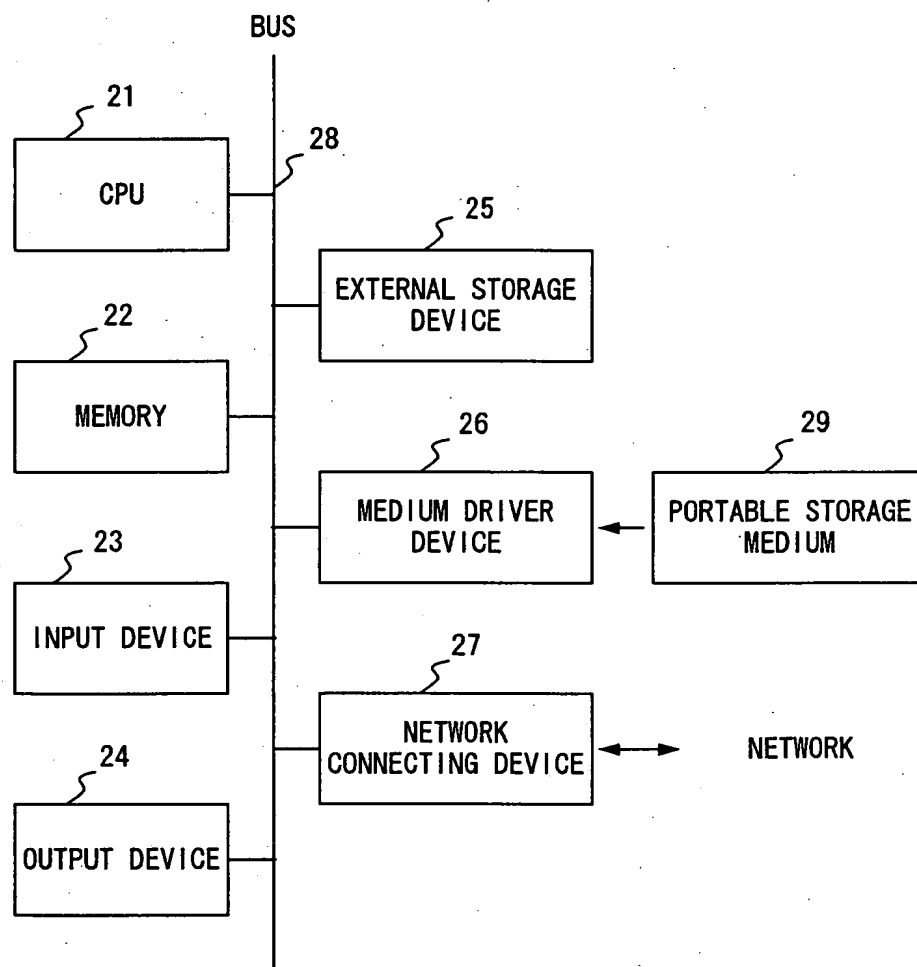 BUS
21
CPU
28
25
EXTERNAL STORAGE
DEVICE
22
MEMORY
26
MEDIUM DRIVER
DEVICE
29
PORTABLE STORAGE
MEDIUM
23
INPUT DEVICE
27
NETWORK
CONNECTING DEVICE
NETWORK
24
OUTPUT DEVICE